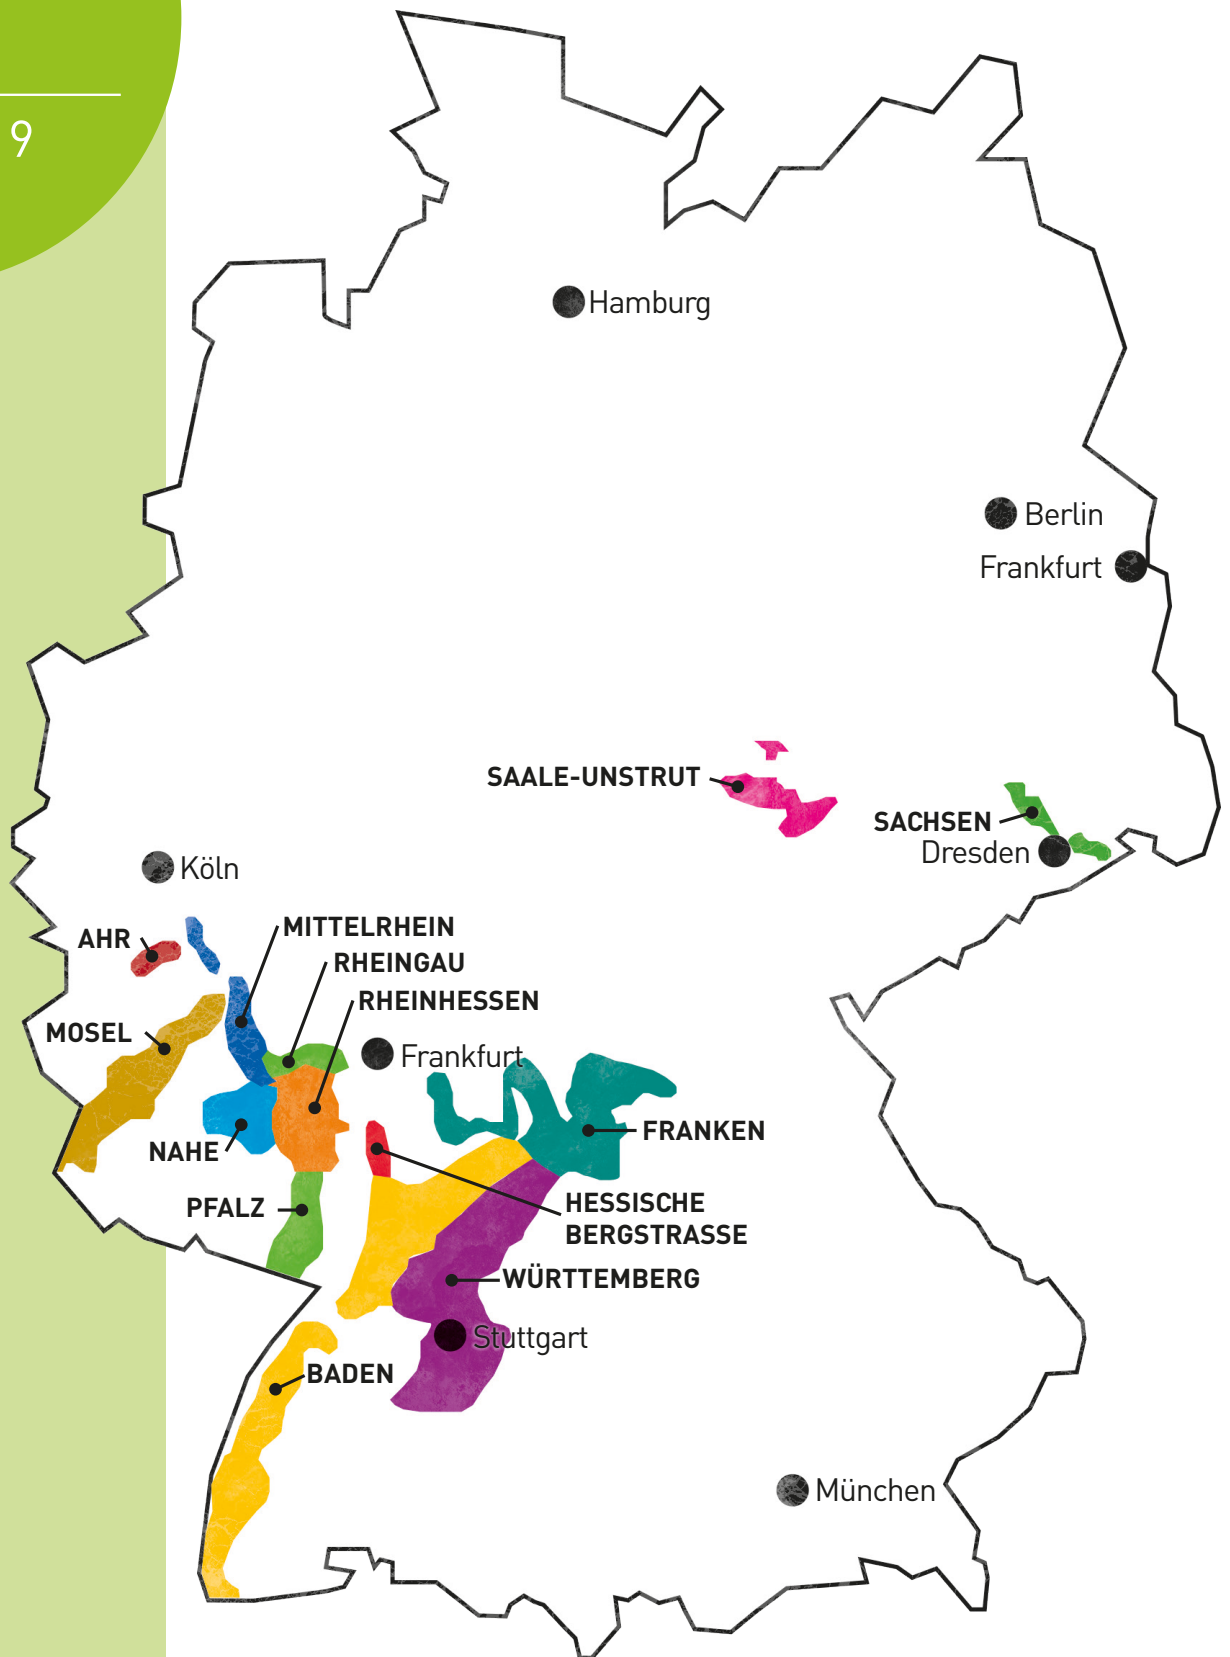 9
Hamburg
Berlin
Frankfurt
SAALE-UNSTRUT
SACHSEN
Dresden
Köln
AHR
MITTELRHEIN
RHEINGAU
RHEINHESSEN
MOSEL
Frankfurt
NAHE
FRANKEN
PFALZ
HESSISCHE
BERGSTRASSE
WÜRTTEMBERG
Stuttgart
BADEN
München